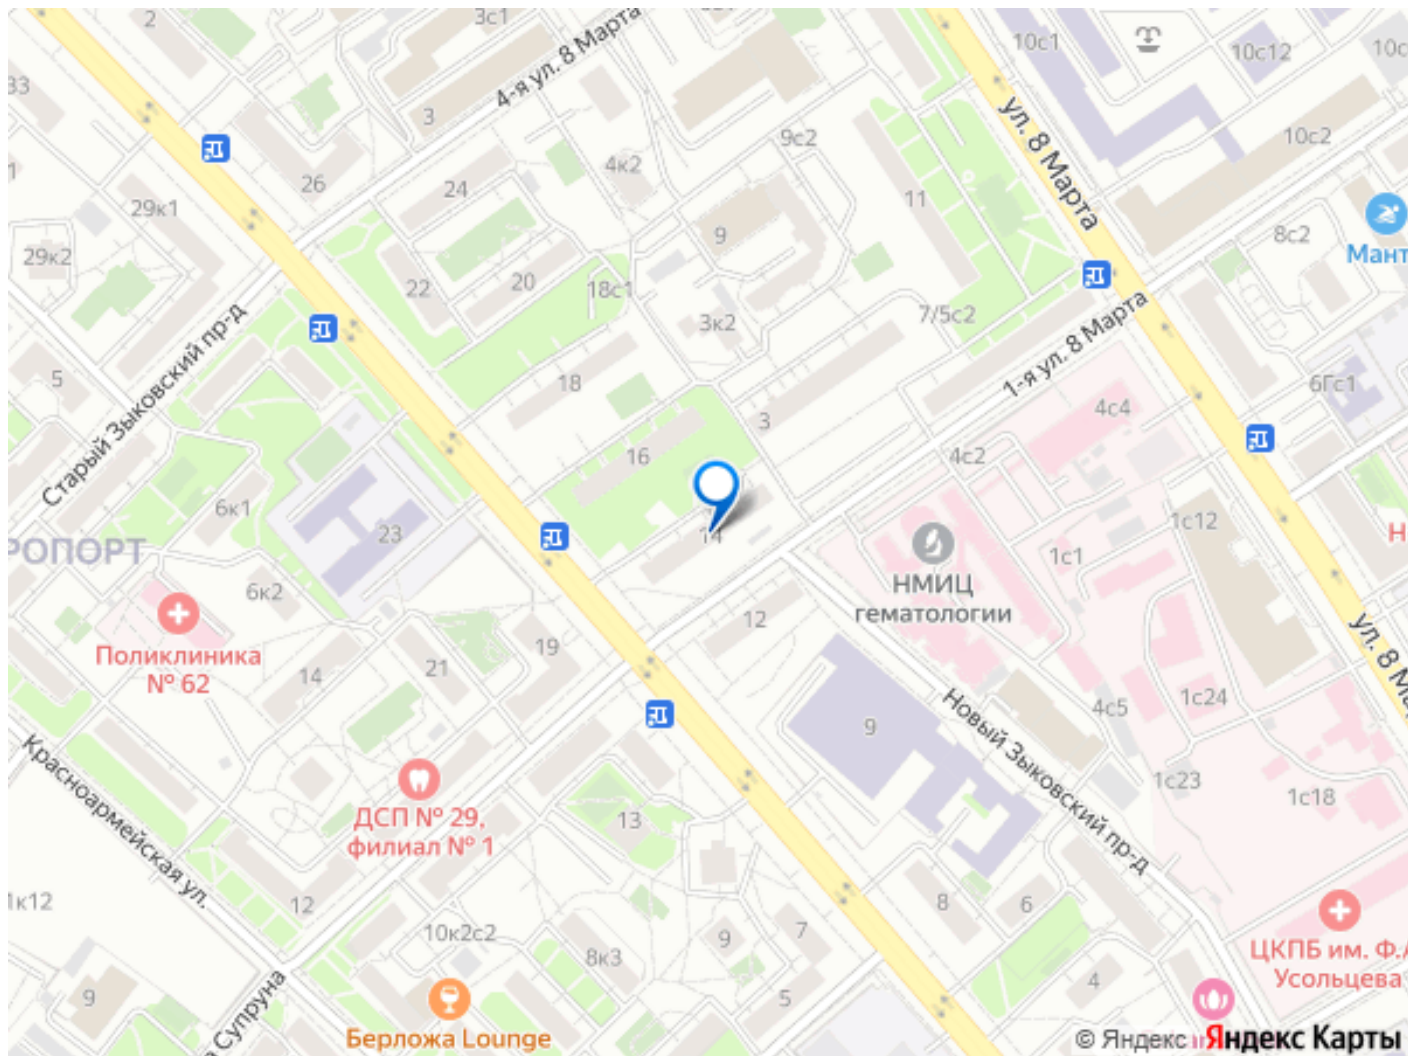 2
3с1
4-я ул. 8 Марта
10с1
10с12
33
3
9с2
ул. 8 Марта
10с2
26
24
4к2
29к1
11
9
8с2
Мант
29к2
22
20
18с1
3к2
7/5с2
1-я ул. 8 Марта
Старый Зыковский пр-д
5
18
6Гс1
3
4с4
16
4с2
6к1
23
14
1с12
РОПОРТ
1с1
НМИЦ
гематологии
6к2
12
ул. 8 Мар
Поликлиника
№ 62
19
21
14
1с24
4с5
Новый Зыковский пр-д
9
1с23
1с18
Красноармейская ул.
ДСП № 29,
филиал № 1
13
1к12
12
10к2с2
8
6
7
9
8к3
5
4
9
а Супруна
ЦКПБ им. Ф.А
Усольцева
Берложа Lounge
© Яндекс
Яндекс Карты